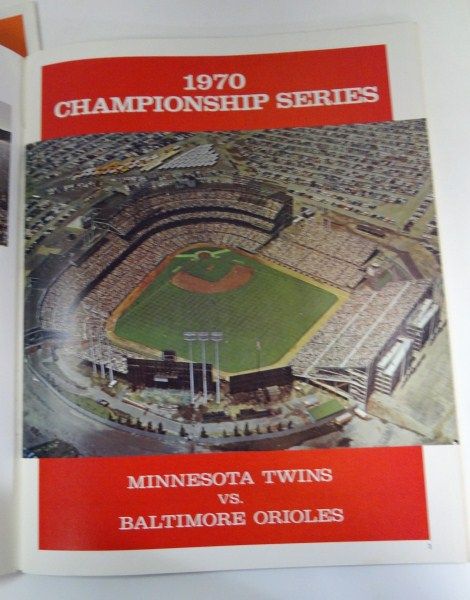 1970
CHAMPIONSHIP SERIES
MINNESOTA TWINS
VS.
BALTIMORE ORIOLES